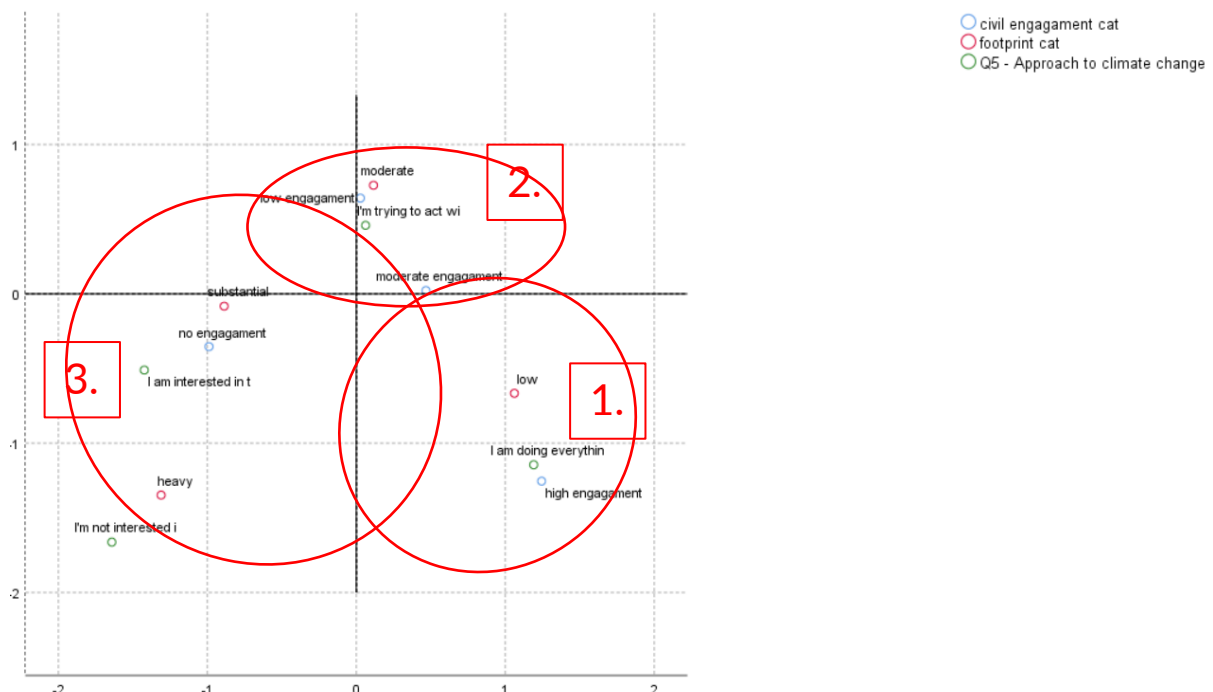 civil engagament cat
footprint cat
Q5 - Approach to climate change
1
moderate
2.
low engagament
I'm trying to act wi
moderate engagament
0
substantial
no engagament
3.
I am interested in t
low
1.
-1
I am doing everythin
heavy
high engagament
I'm not interested i
-2
-2
-1
0
1
2